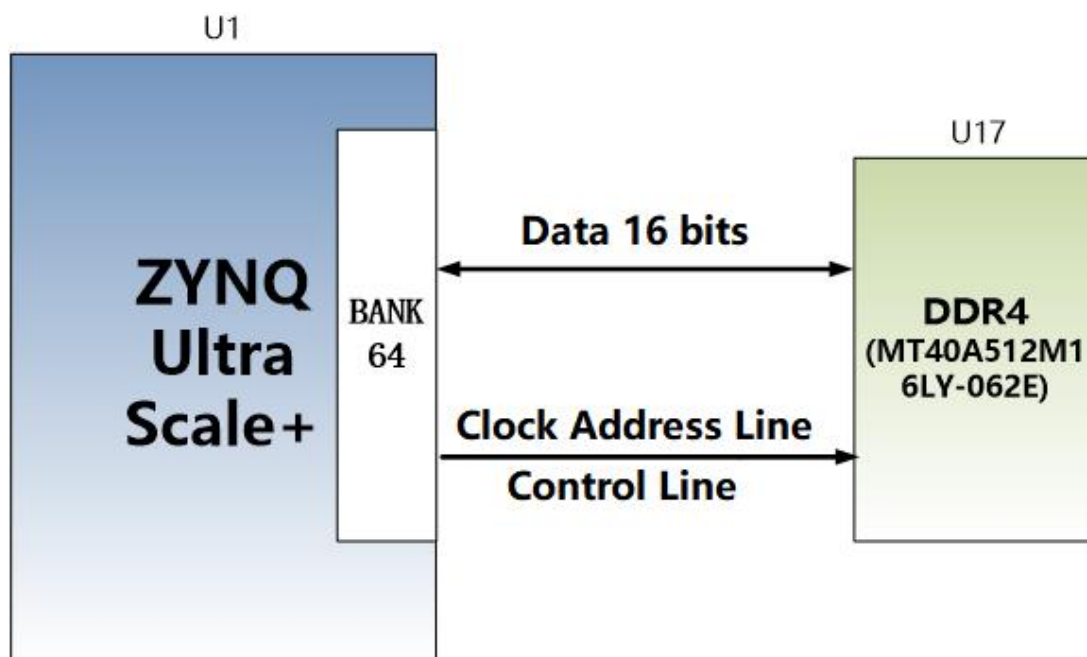 U1
U17
ZYNQ
Ultra
Scale+
BANK
64
Data 16 bits
Clock Address Line
Control Line
DDR4
(MT40A512M1
6LY-062E)